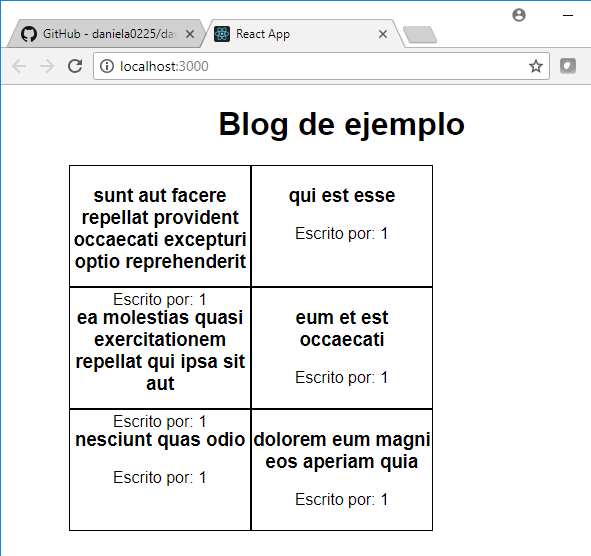 GitHub - daniela0225/da
React App
localhost:3000
Blog de ejemplo
sunt aut facere
repellat provident
occaecati excepturi
optio reprehenderit
Escrito por: 1
qui est esse
Escrito por: 1
ea molestias quasi
exercitationem
repellat qui ipsa sit
aut
Escrito por: 1
eum et est
occaecati
Escrito por: 1
nesciunt quas odio
Escrito por: 1
dolorem eum magni
eos aperiam quia
Escrito por: 1